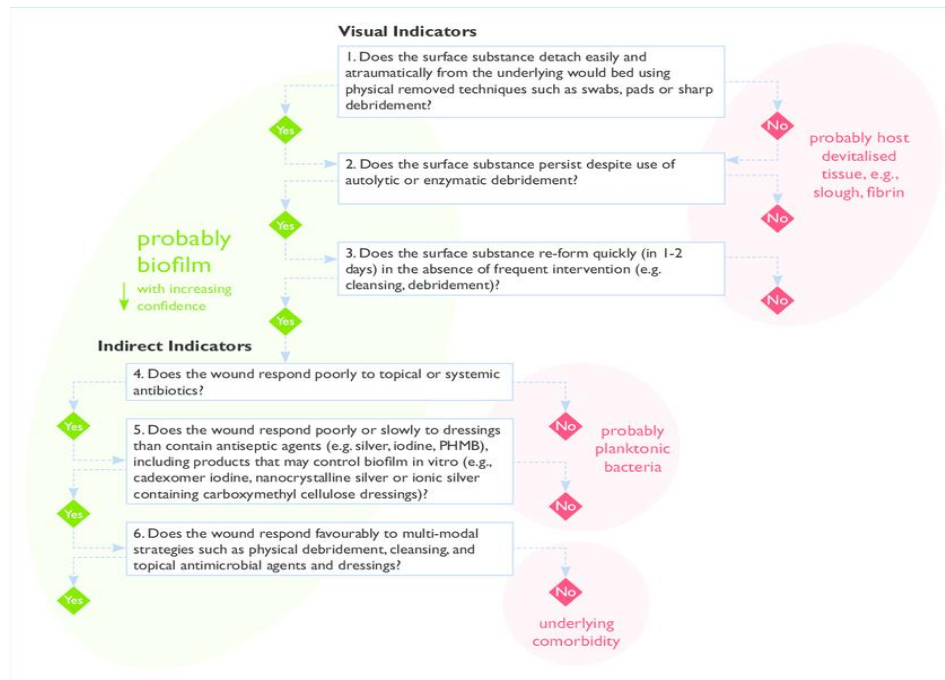 Visual Indicators
1. Does the surface substance detach easily and
atraumatically from the underlying would bed using
physical removed techniques such as swabs, pads or sharp
debridement?
Yes
No
probably host
devitalised
tissue, e.g.,
slough, fibrin
2. Does the surface substance persist despite use of
autolytic or enzymatic debridement?
Yes
No
probably
biofilm
with increasing
confidence
3. Does the surface substance re-form quickly (in 1-2
days) in the absence of frequent intervention (e.g.
cleansing, debridement)?
Yes
No
Indirect Indicators
4. Does the wound respond poorly to topical or systemic
antibiotics?
Yes
No
probably
planktonic
bacteria
5. Does the wound respond poorly or slowly to dressings
than contain antiseptic agents (e.g. silver, iodine, PHMB),
including products that may control biofilm in vitro (e.g.,
cadexomer iodine, nanocrystalline silver or ionic silver
containing carboxymethyl cellulose dressings)?
Yes
No
6. Does the wound respond favourably to multi-modal
strategies such as physical debridement, cleansing, and
topical antimicrobial agents and dressings?
Yes
No
underlying
comorbidity